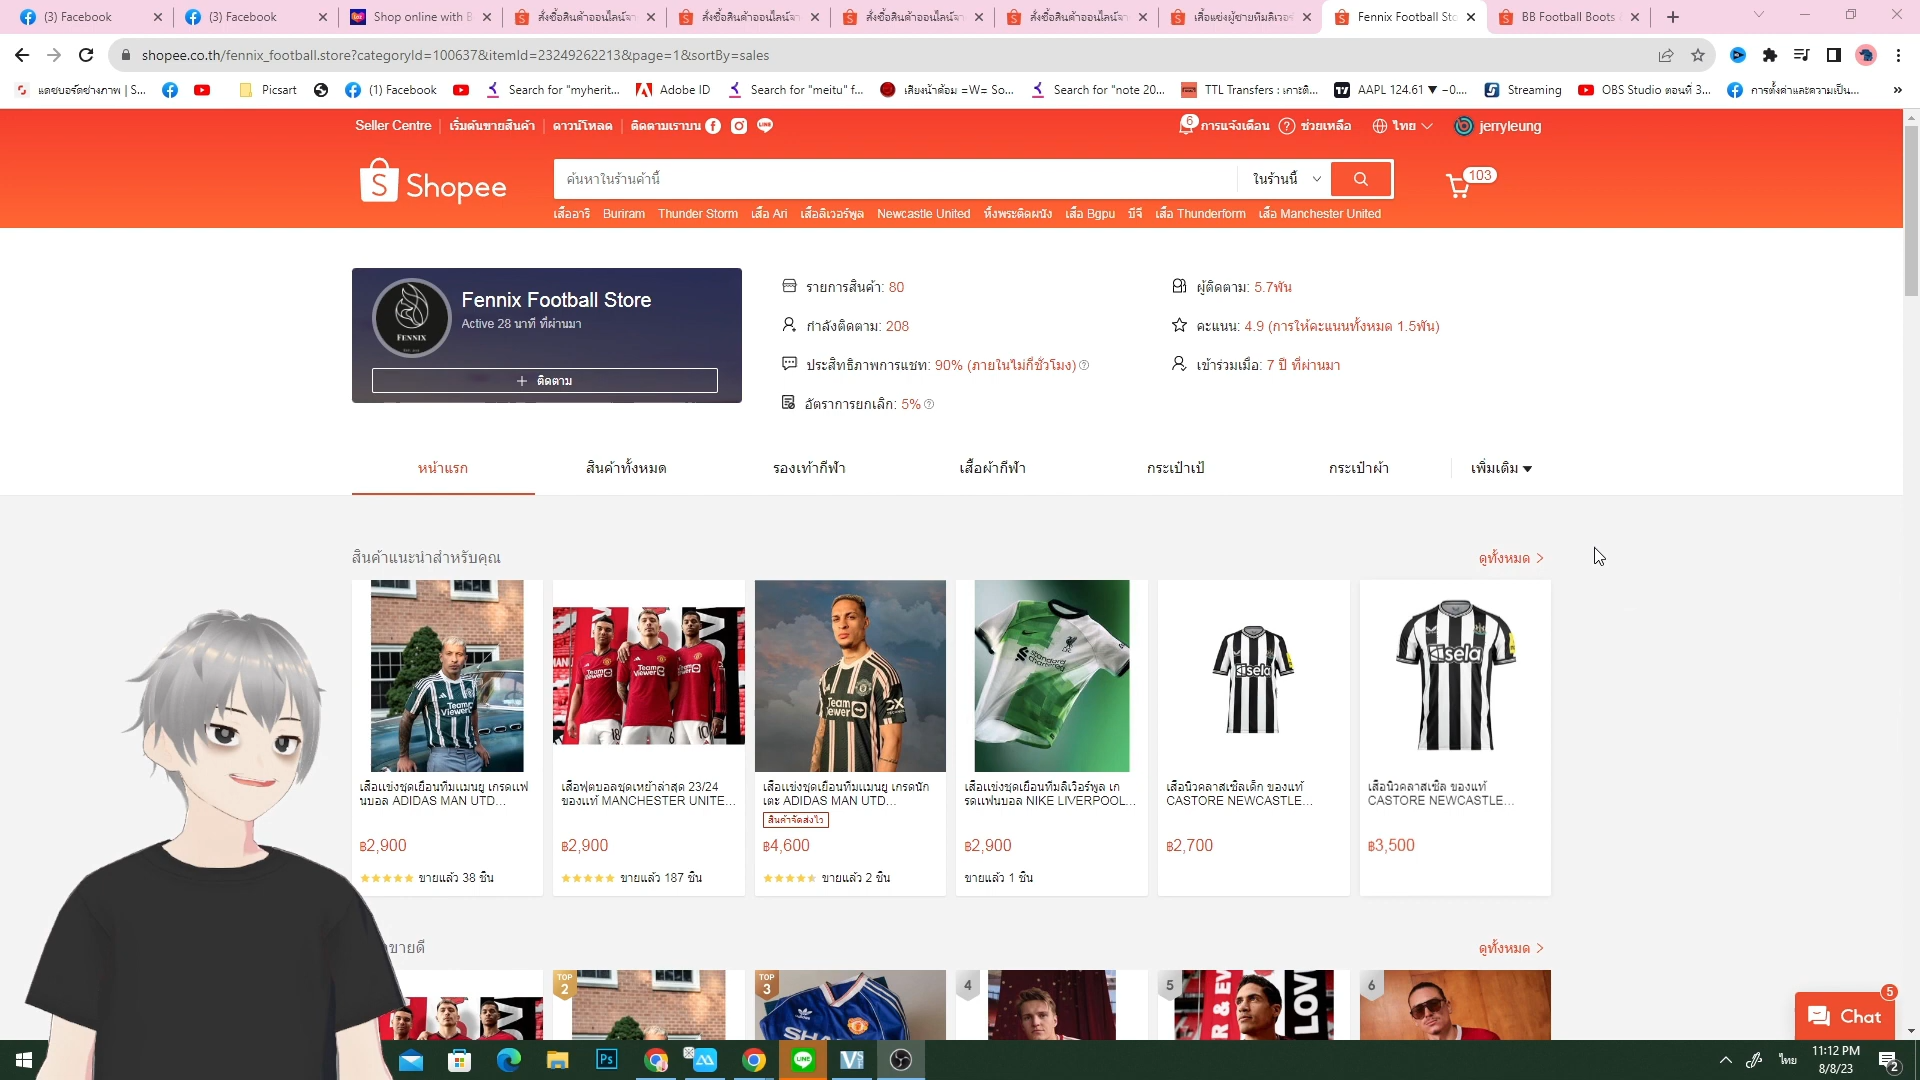 (3) Facebook
(3) Facebook
Shop online with B
สั่งซื้อสินค้าออนไลน์จา
สั่งซื้อสินค้าออนไลน์จา
สั่งซื้อสินค้าออนไลน์จา
สั่งซื้อสินค้าออนไลน์จา
เสื้อแข่งผู้ชายทีมลิเวอร์
Fennix Football Sto
BB Football Boots
shopee.co.th/fennix_football.store?categoryId=100637&itemId=23249262213&page=1&sortBy=sales
แดชบอร์ดช่างภาพ | S...
Picsart
(1) Facebook
Search for "myherit...
Adobe ID
Search for "meitu" f...
เสียงน้าค้อม =W= So...
Search for "note 20...
TTL Transfers : เกาะติ...
AAPL 124.61 ▼ −0....
Streaming
OBS Studio ตอนที่ 3...
การตั้งค่าและความเป็น...
»
Seller Centre
เริ่มต้นขายสินค้า
ดาวน์โหลด
ติดตามเราบน
6
การแจ้งเตือน
ช่วยเหลือ
ไทย
jerryleung
Shopee
ค้นหาในร้านค้านี้
ในร้านนี้
103
เสื้ออาริ
Buriram
Thunder Storm
เสื้อ Ari
เสื้อลิเวอร์พูล
Newcastle United
หิ้งพระติดผนัง
เสื้อ Bgpu
บีจี
เสื้อ Thunderform
เสื้อ Manchester United
FENNIX
Fennix Football Store
Active 28 นาที ที่ผ่านมา
+ ติดตาม
รายการสินค้า: 80
กำลังติดตาม: 208
ประสิทธิภาพการแชท: 90% (ภายในไม่กี่ชั่วโมง)
อัตราการยกเลิก: 5%
ผู้ติดตาม: 5.7พัน
คะแนน: 4.9 (การให้คะแนนทั้งหมด 1.5พัน)
เข้าร่วมเมื่อ: 7 ปี ที่ผ่านมา
หน้าแรก
สินค้าทั้งหมด
รองเท้ากีฬา
เสื้อผ้ากีฬา
กระเป๋าเป้
กระเป๋าผ้า
เพิ่มเติม
สินค้าแนะนำสำหรับคุณ
ดูทั้งหมด
เสื้อแข่งชุดเยือนทีมแมนยู เกรดแฟ
นบอล ADIDAS MAN UTD...
฿2,900
ขายแล้ว 38 ชิ้น
เสื้อฟุตบอลชุดเหย้าล่าสุด 23/24
ของแท้ MANCHESTER UNITE...
฿2,900
ขายแล้ว 187 ชิ้น
เสื้อแข่งชุดเยือนทีมแมนยู เกรดนัก
เตะ ADIDAS MAN UTD...
สินค้าจัดส่งไว
฿4,600
ขายแล้ว 2 ชิ้น
เสื้อแข่งชุดเยือนทีมลิเวอร์พูล เก
รดแฟนบอล NIKE LIVERPOOL...
฿2,900
ขายแล้ว 1 ชิ้น
เสื้อนิวคลาสเซิลเด็ก ของแท้
CASTORE NEWCASTLE...
฿2,700
เสื้อนิวคลาสเซิล ของแท้
CASTORE NEWCASTLE...
฿3,500
ขายดี
ดูทั้งหมด
TOP
2
TOP
3
4
5
6
5
Chat
ไทย
11:12 PM
8/8/23
2